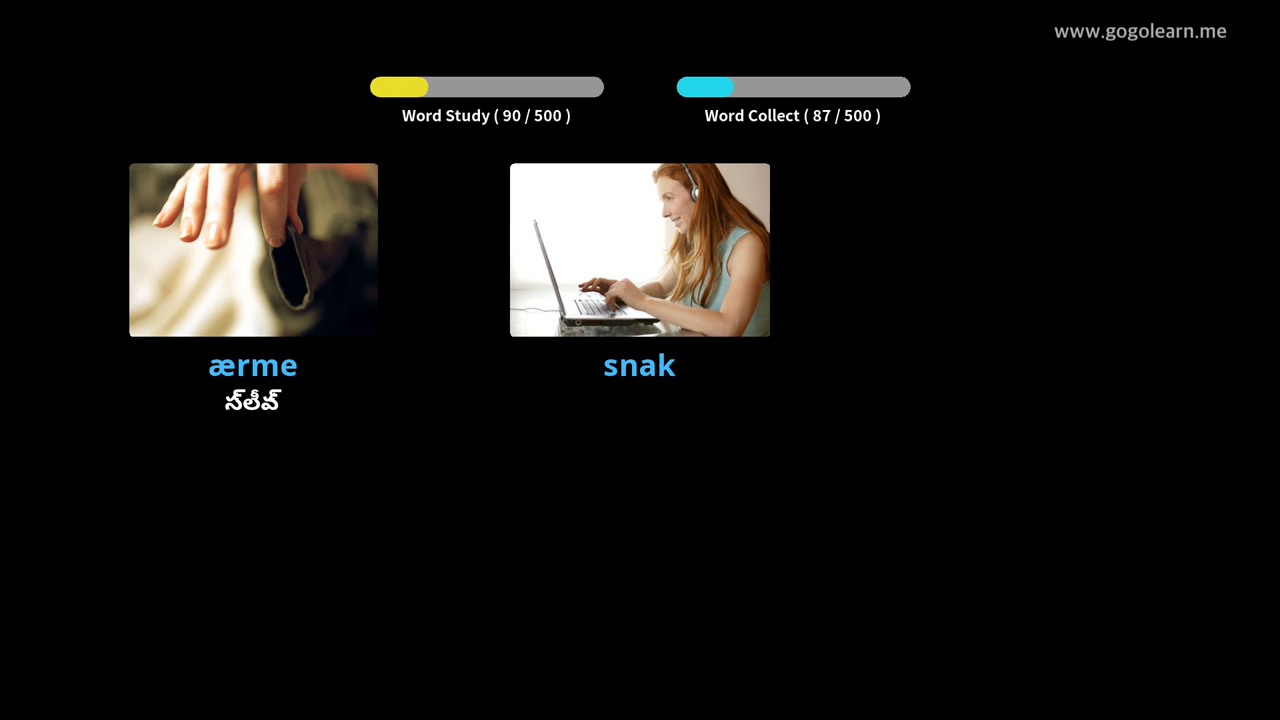 www.gogolearn.me
Word Study ( 90 / 500 )
Word Collect ( 87 / 500 )
ærme
snak
స్‌లీవ్